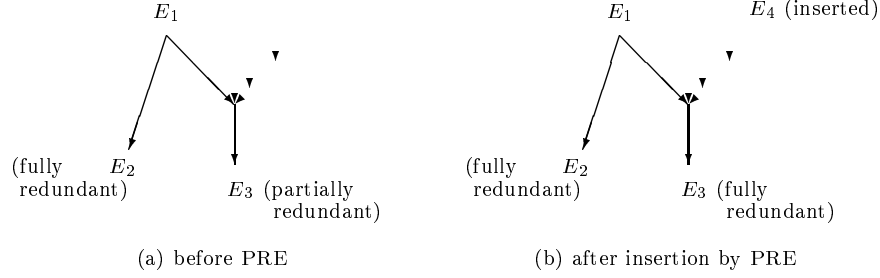 E₁
E₁
E₄ (inserted)
(fully
redundant)
E₂
E₃ (partially
redundant)
(fully
redundant)
E₂
E₃ (fully
redundant)
(a) before PRE
(b) after insertion by PRE